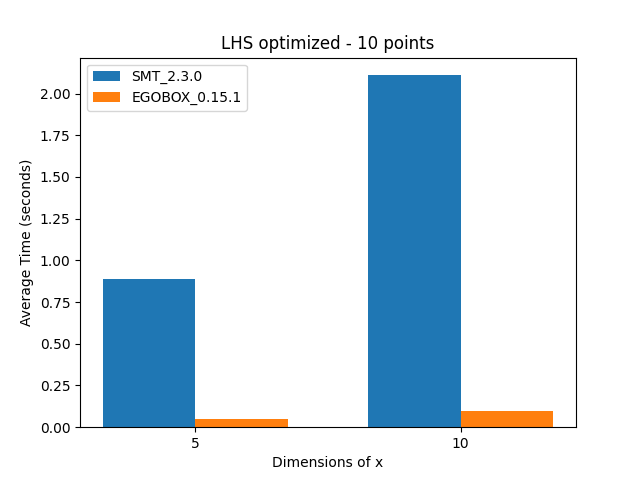 LHS optimized - 10 points
SMT_2.3.0
EGOBOX_0.15.1
Average Time (seconds)
2.00
1.75
1.50
1.25
1.00
0.75
0.50
0.25
0.00
5
10
Dimensions of x